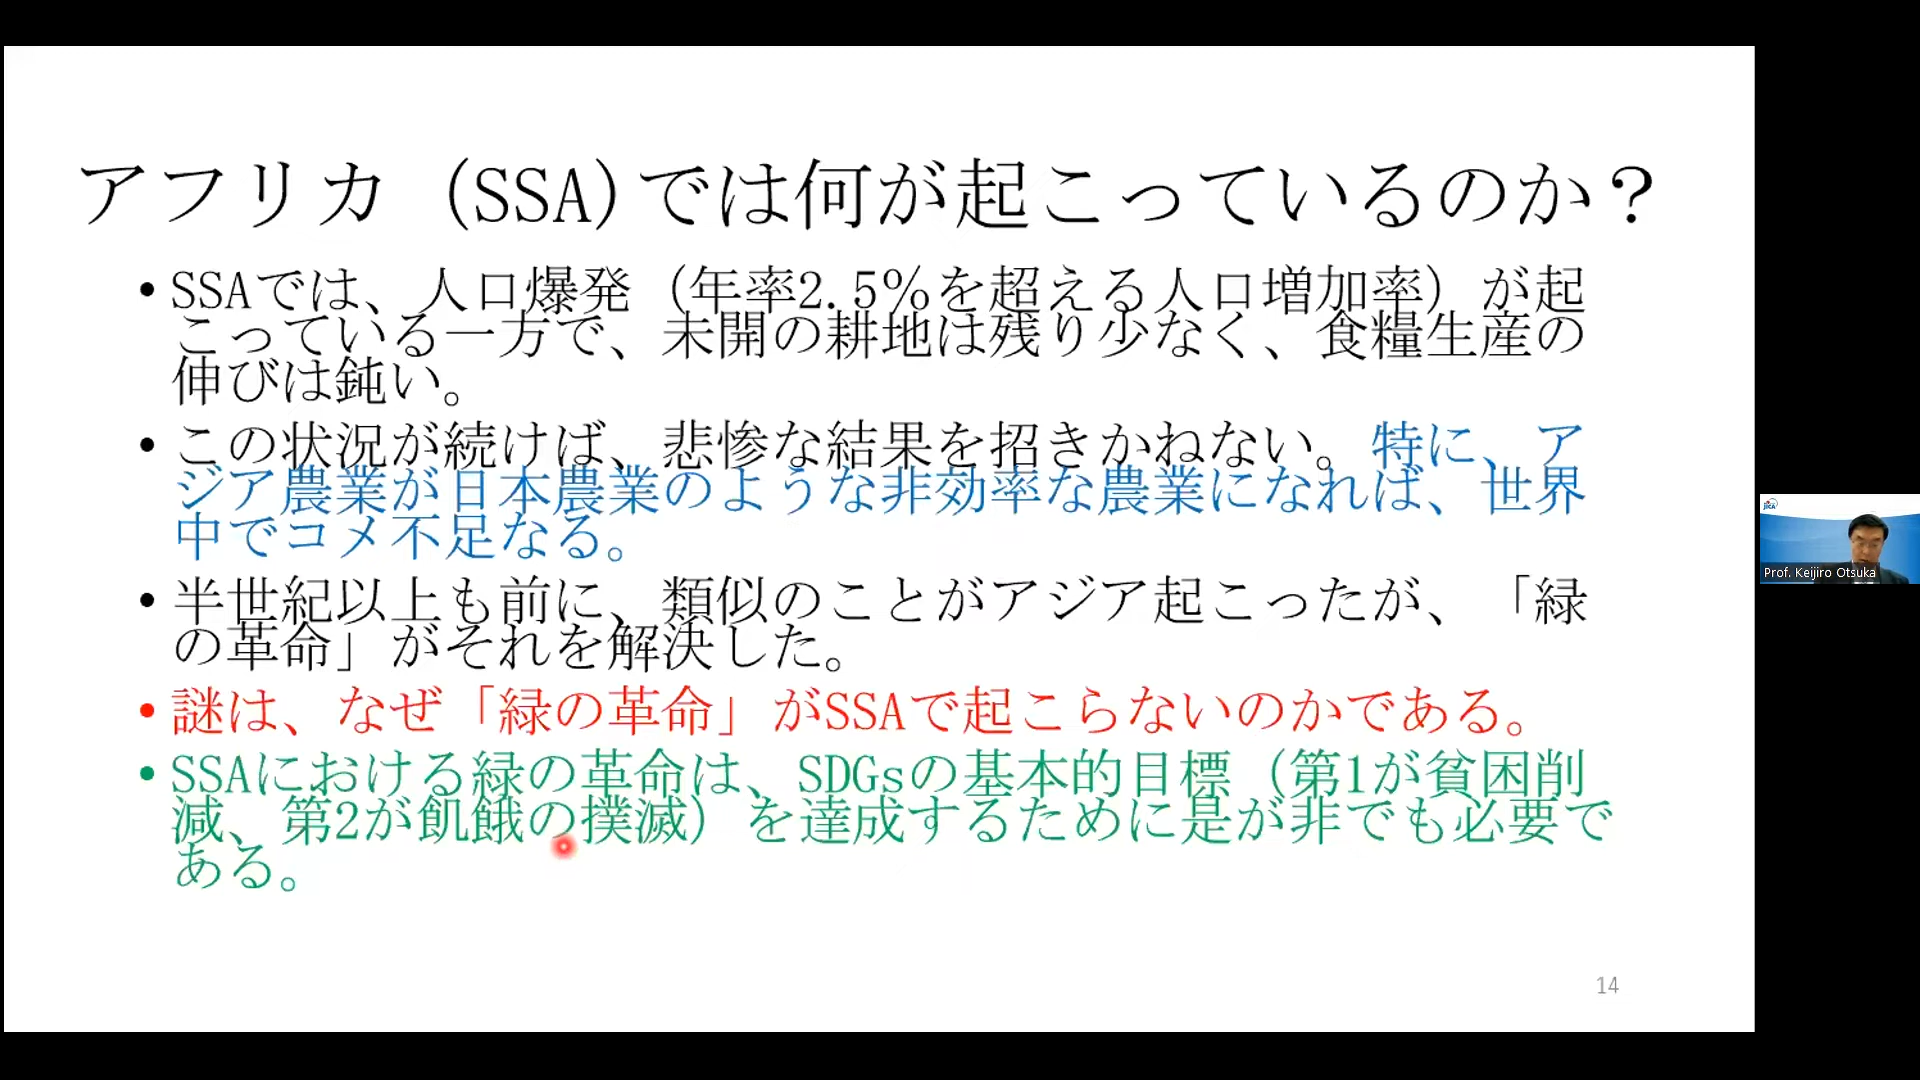 アフリカ (SSA)では何が起こっているのか？
• SSAでは、人口爆発（年率2.5％を超える人口増加率）が起
こっている一方で、未開の耕地は残り少なく、食糧生産の
伸びは鈍い。
• この状況が続けば、悲惨な結果を招きかねない。特に、ア
ジア農業が日本農業のような非効率な農業になれば、世界
中でコメ不足なる。
• 半世紀以上も前に、類似のことがアジア起こったが、「緑
の革命」がそれを解決した。
• 謎は、なぜ「緑の革命」がSSAで起こらないのかである。
• SSAにおける緑の革命は、SDGsの基本的目標（第1が貧困削
減、第2が飢餓の撲滅）を達成するために是が非でも必要で
ある。
14
JICA
Prof. Keijiro Otsuka